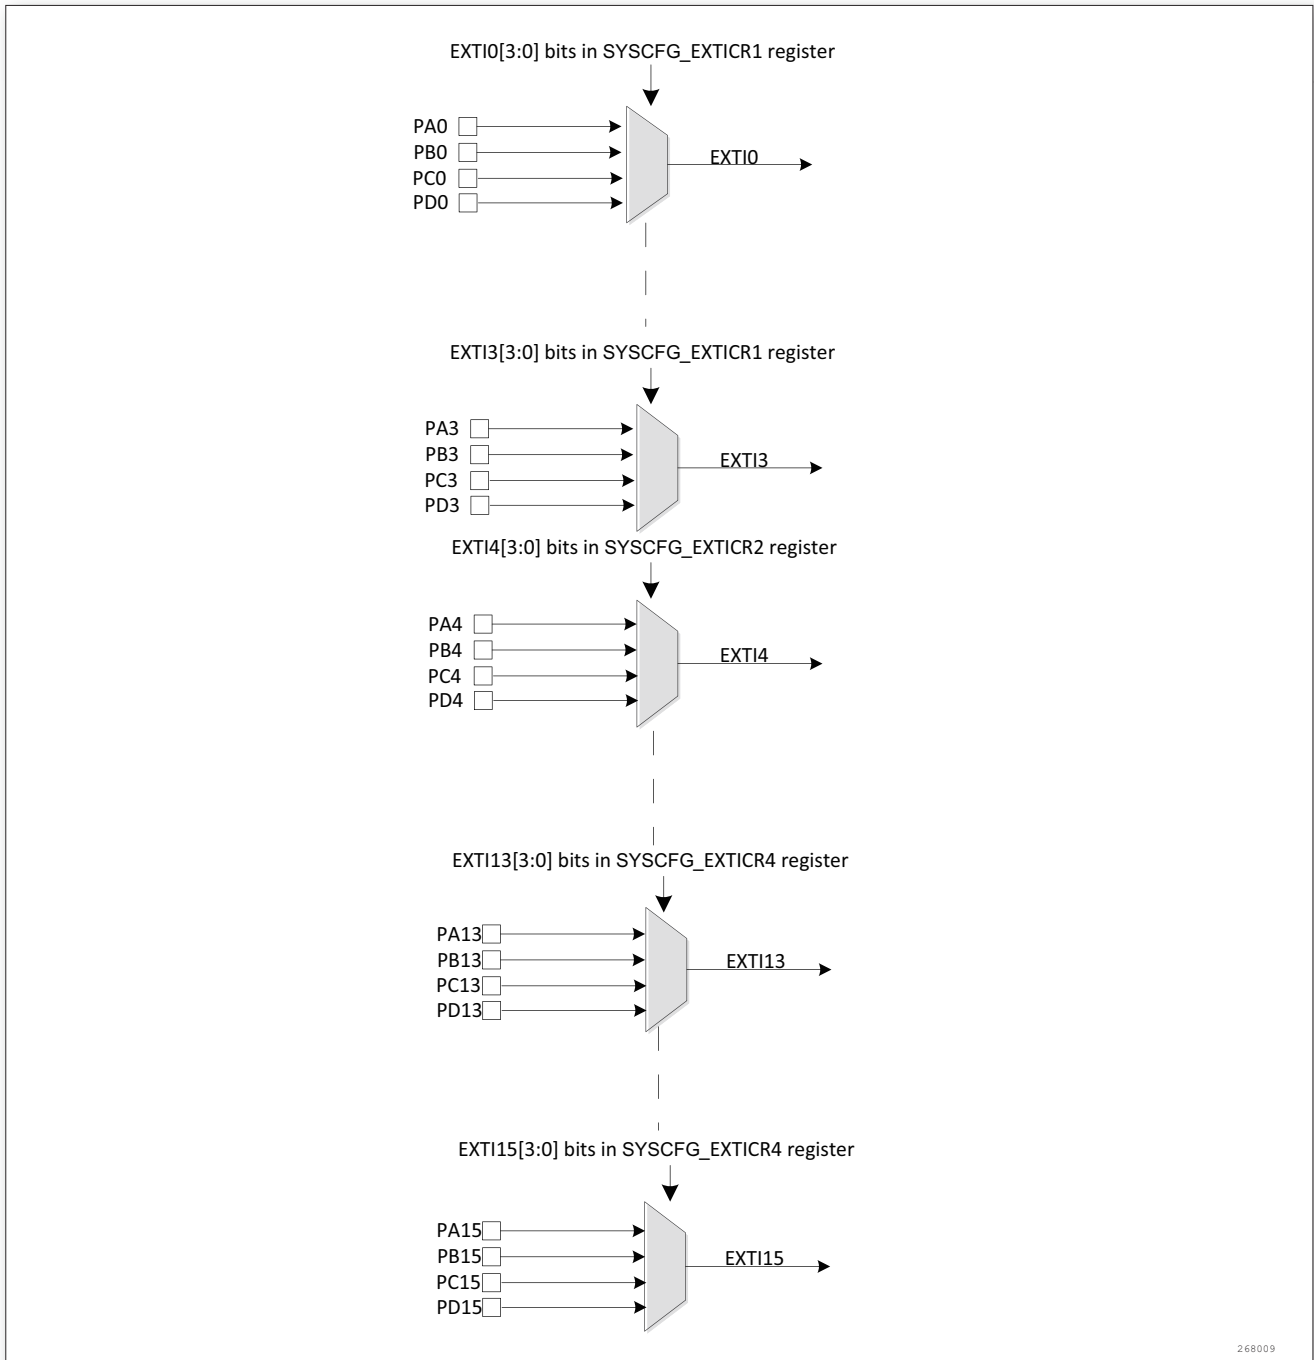 EXTI0[3:0] bits in SYSCFG_EXTICR1 register
PA0
PB0
PC0
PD0
EXTI0
EXTI3[3:0] bits in SYSCFG_EXTICR1 register
PA3
PB3
PC3
PD3
EXTI3
EXTI4[3:0] bits in SYSCFG_EXTICR2 register
PA4
PB4
PC4
PD4
EXTI4
EXTI13[3:0] bits in SYSCFG_EXTICR4 register
PA13
PB13
PC13
PD13
EXTI13
EXTI15[3:0] bits in SYSCFG_EXTICR4 register
PA15
PB15
PC15
PD15
EXTI15
268009